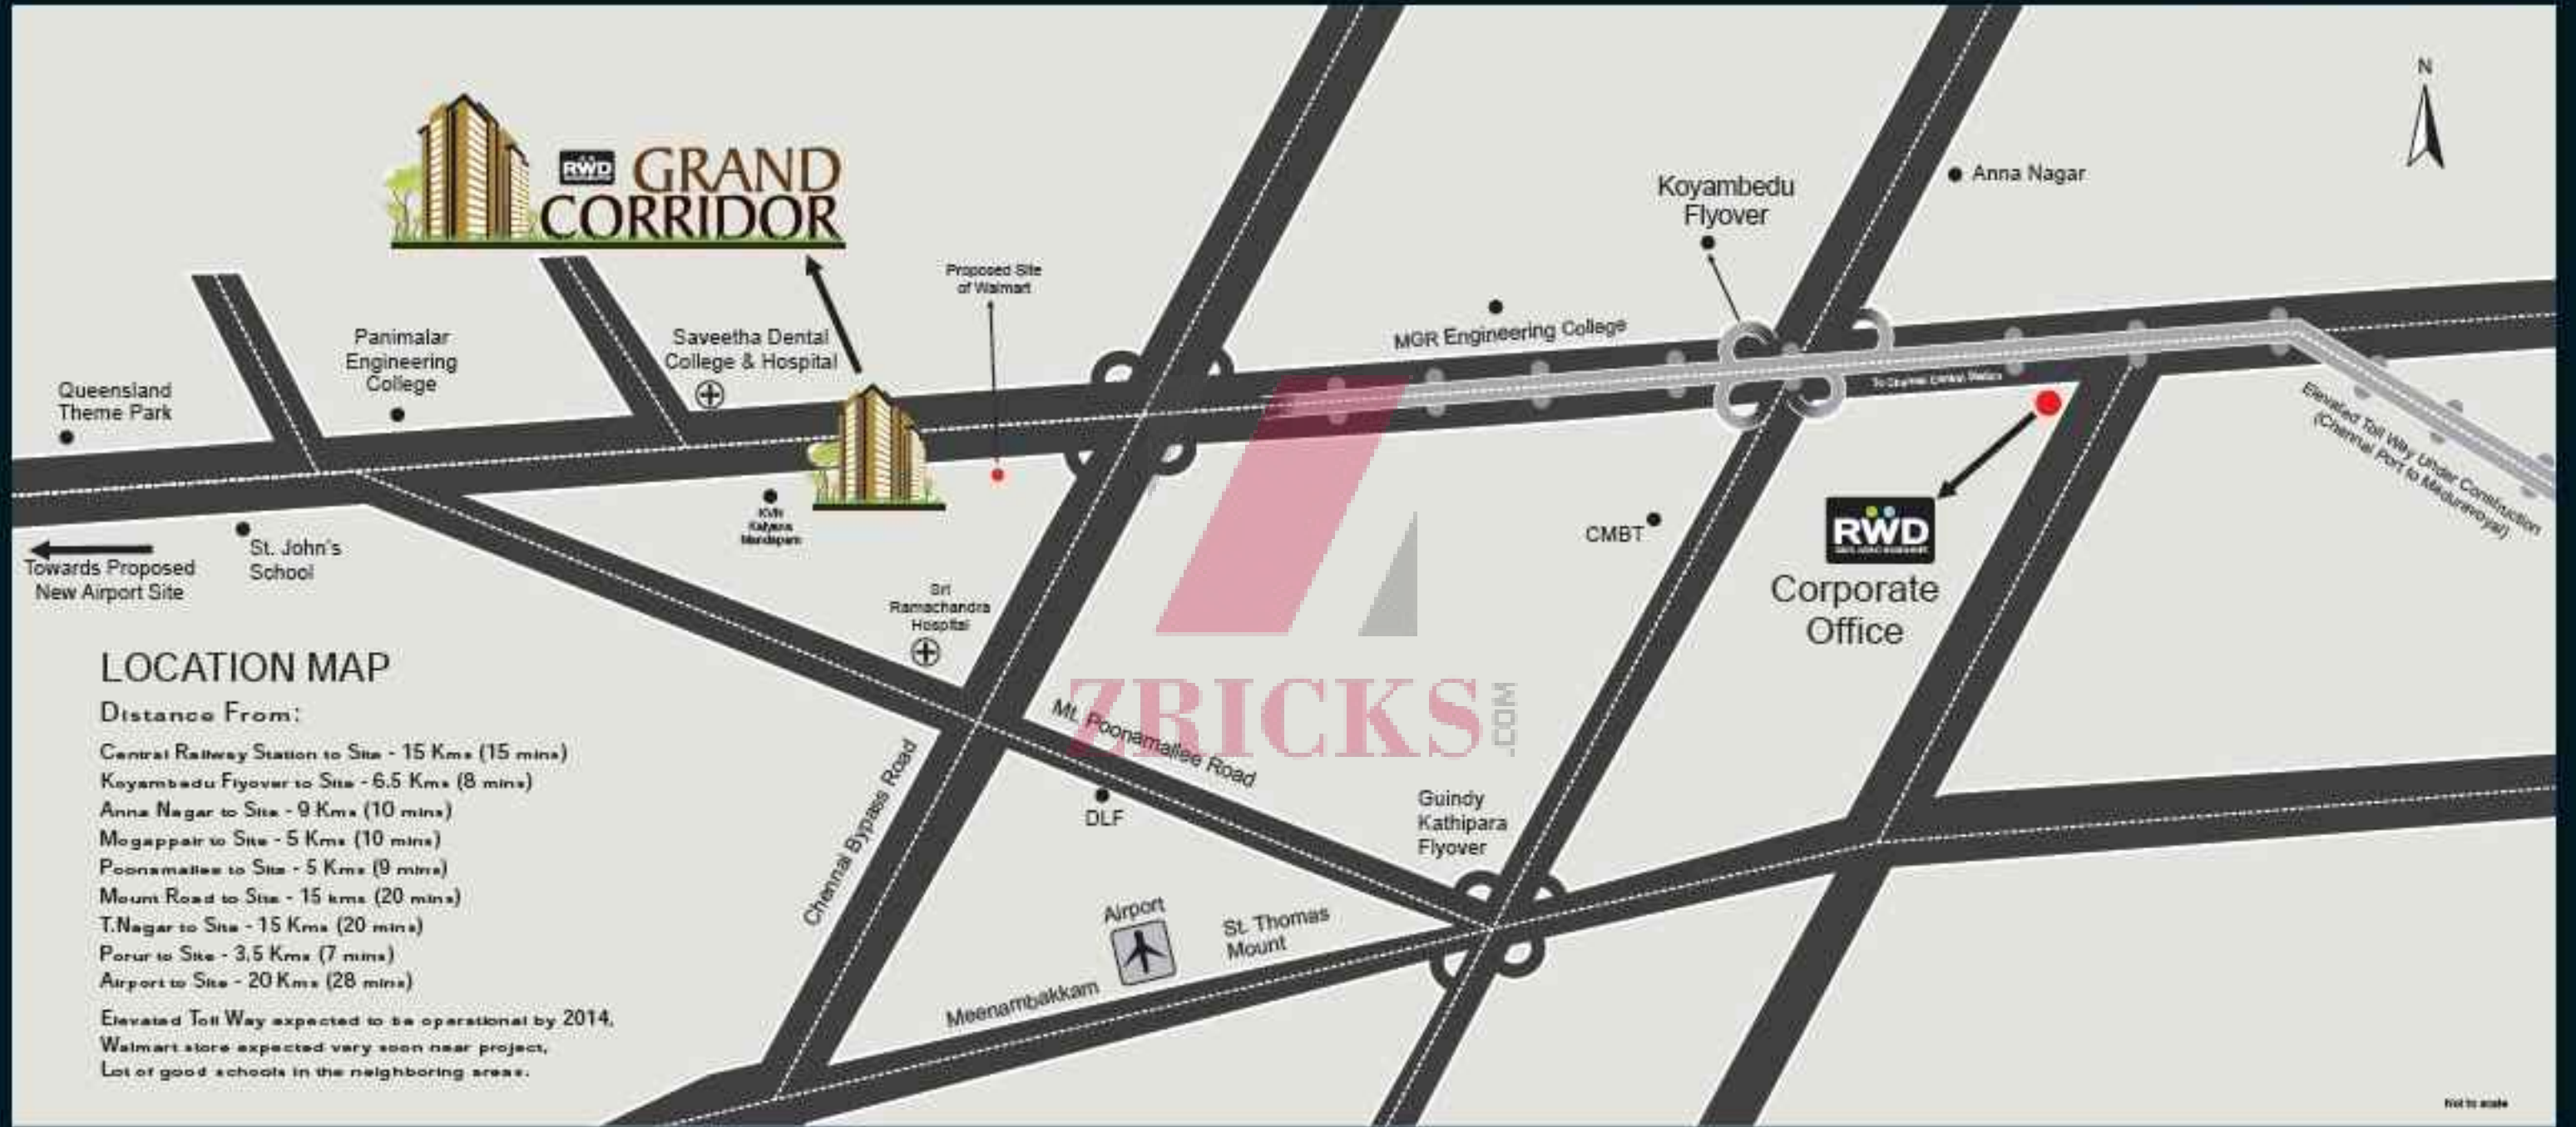 N
RWD GRAND
CORRIDOR
Koyambedu
Flyover
Anna Nagar
Proposed Site
of Walmart
MGR Engineering College
Saveetha Dental
College & Hospital
Panimalar
Engineering
College
Queensland
Theme Park
To Chennai Central Station
Elevated Toll Way Under Construction
(Chennai Port to Maduravoyal)
KVN
Kalyana
Mandapam
St. John's
School
Towards Proposed
New Airport Site
CMBT
RWD
Corporate
Office
Sri
Ramachandra
Hospital
ZRICKS
.COM
Mt. Poonamallee Road
Chennai Bypass Road
DLF
Guindy
Kathipara
Flyover
Airport
St. Thomas
Mount
Meenambakkam
LOCATION MAP
Distance From:
Central Railway Station to Site - 15 Kms (15 mins)
Koyambedu Flyover to Site - 6.5 Kms (8 mins)
Anna Nagar to Site - 9 Kms (10 mins)
Mogappair to Site - 5 Kms (10 mins)
Poonamallee to Site - 5 Kms (9 mins)
Mount Road to Site - 15 kms (20 mins)
T.Nagar to Site - 15 Kms (20 mins)
Porur to Site - 3.5 Kms (7 mins)
Airport to Site - 20 Kms (28 mins)
Elevated Toll Way expected to be operational by 2014,
Walmart store expected very soon near project,
Lot of good schools in the neighboring areas.
Not to scale